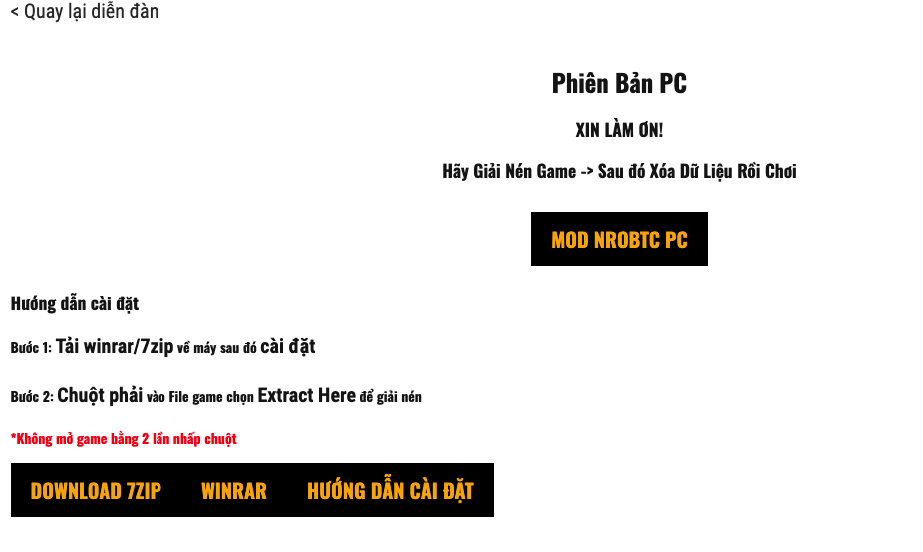 < Quay lại diễn đàn
Phiên Bản PC
XIN LÀM ƠN!
Hãy Giải Nén Game -> Sau đó Xóa Dữ Liệu Rồi Chơi
MOD NROBTC PC
Hướng dẫn cài đặt
Bước 1: Tải winrar/7zip về máy sau đó cài đặt
Bước 2: Chuột phải vào File game chọn Extract Here để giải nén
*Không mở game bằng 2 lần nhấp chuột
DOWNLOAD 7ZIP WINRAR HƯỚNG DẪN CÀI ĐẶT